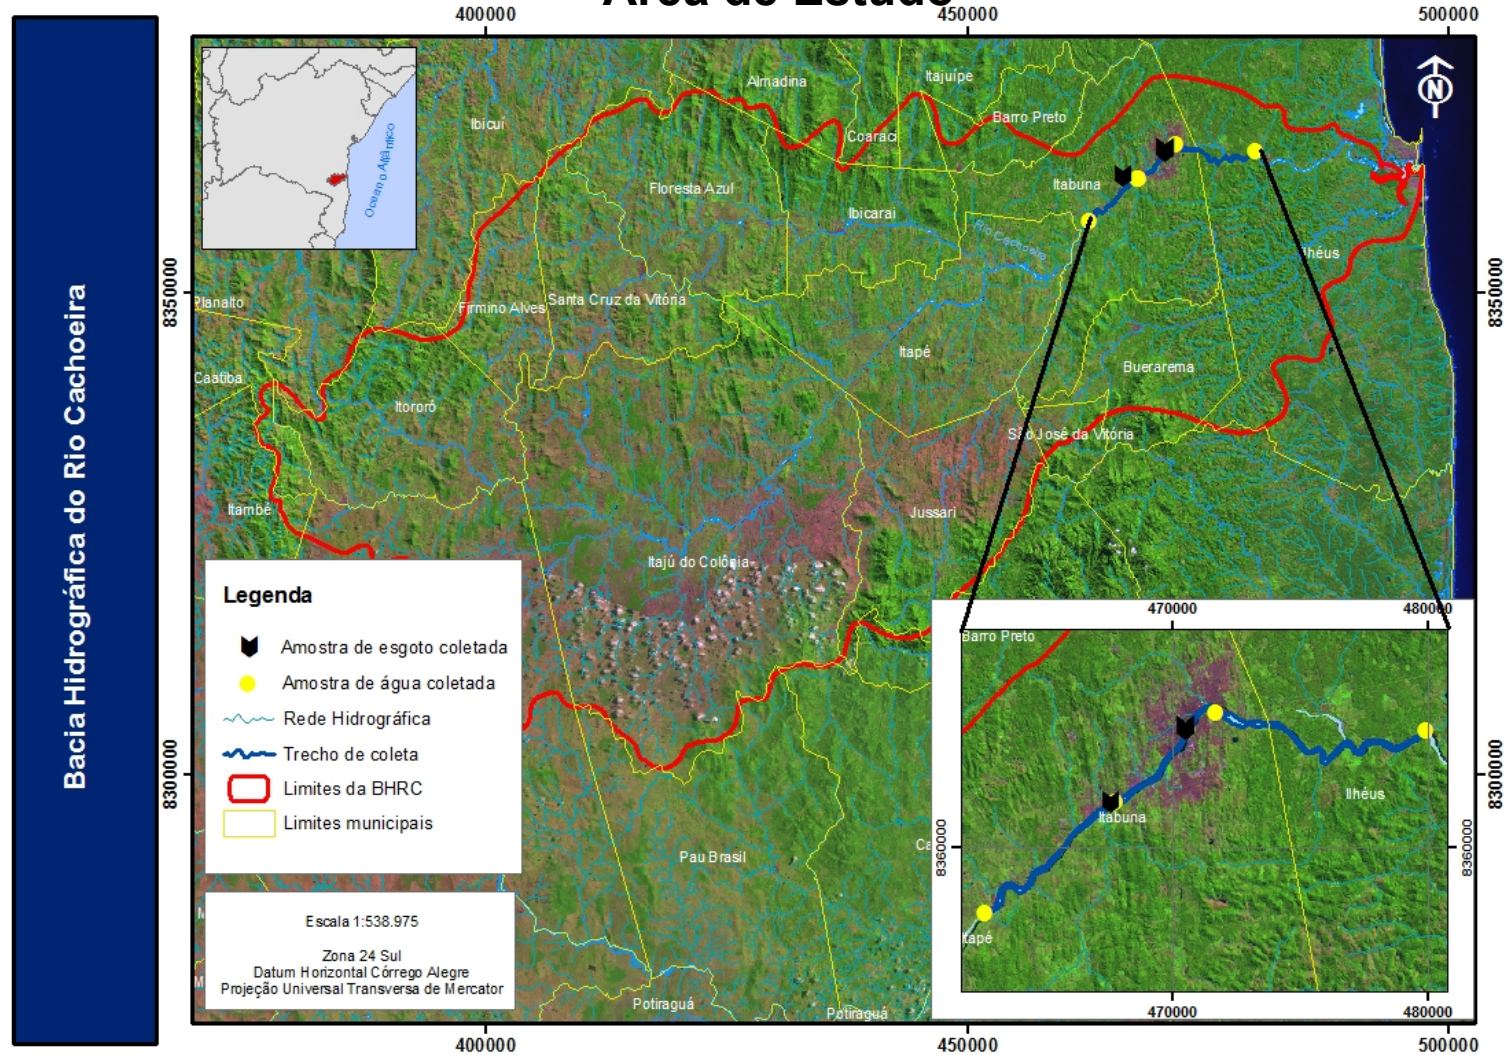 Área de Estudo
400000
450000
500000
Bacia Hidrográfica do Rio Cachoeira
8350000
8300000
Oceano Atlântico
N
Almadina
Itajuípe
Ibicuí
Coaraci
Barro Preto
Floresta Azul
Itabuna
Ibicaraí
Rio Cachoeira
Ilhéus
Planalto
Firmino Alves
Santa Cruz da Vitória
Itapé
Buerarema
Caatiba
Itororó
São José da Vitória
Itambé
Jussari
Itajú do Colônia
Pau Brasil
Ca
Potiraguá
Potiraguá
8350000
8300000
Legenda
Amostra de esgoto coletada
Amostra de água coletada
Rede Hidrográfica
Trecho de coleta
Limites da BHRC
Limites municipais
Escala 1:538.975
Zona 24 Sul
Datum Horizontal Córrego Alegre
Projeção Universal Transversa de Mercator
470000
480000
Barro Preto
Ilhéus
Itabuna
Itapé
8360000
8360000
470000
480000
400000
450000
500000